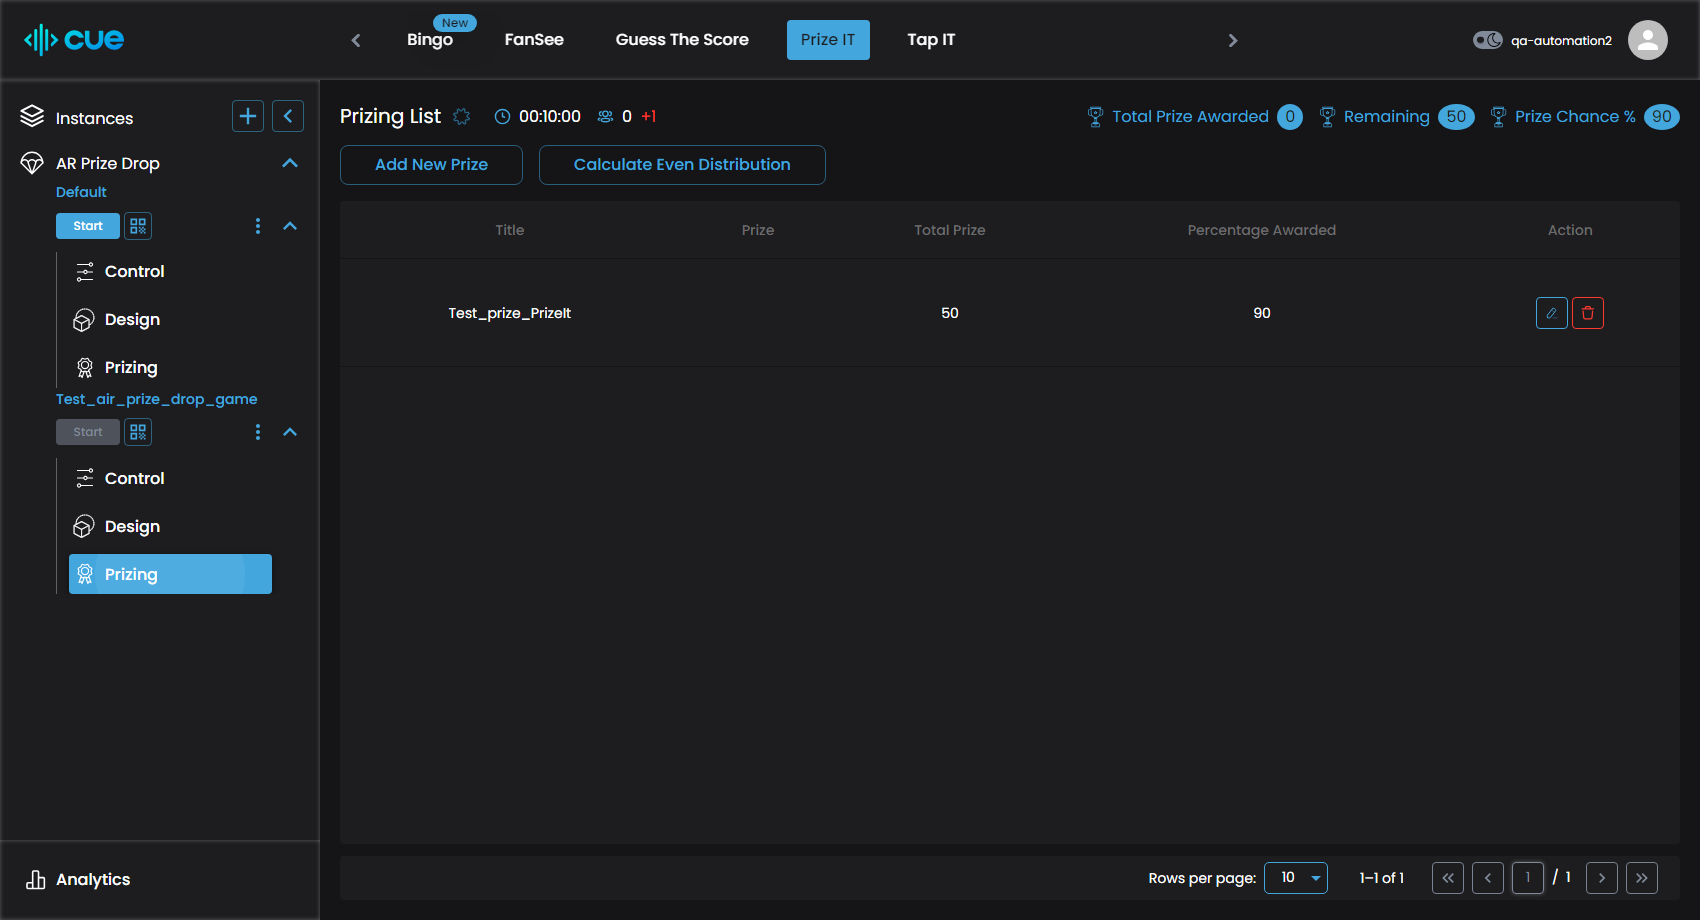 cue
New
Bingo
FanSee
Guess The Score
Prize IT
Tap IT
qa-automation2
Instances
AR Prize Drop
Default
Start
Control
Design
Prizing
Test_air_prize_drop_game
Start
Control
Design
Prizing
Analytics
Prizing List 00:10:00 0 +1
Total Prize Awarded 0 Remaining 50 Prize Chance % 90
Add New Prize Calculate Even Distribution
Title Prize Total Prize Percentage Awarded Action
Test_prize_PrizeIt 50 90
Rows per page: 10 1-1 of 1 1 / 1